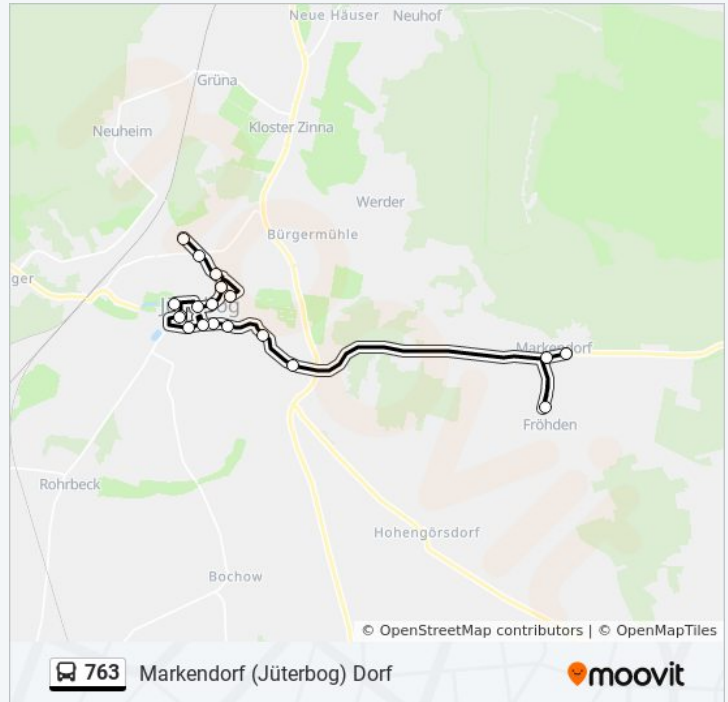 Neue Häuser
Neuhof
Grüna
Neuheim
Kloster Zinna
Werder
Bürgermühle
Markendorf
Fröhden
Rohrbeck
Hohengörsdorf
Bochow
© OpenStreetMap contributors | © OpenMapTiles
763 Markendorf (Jüterbog) Dorf
moovit